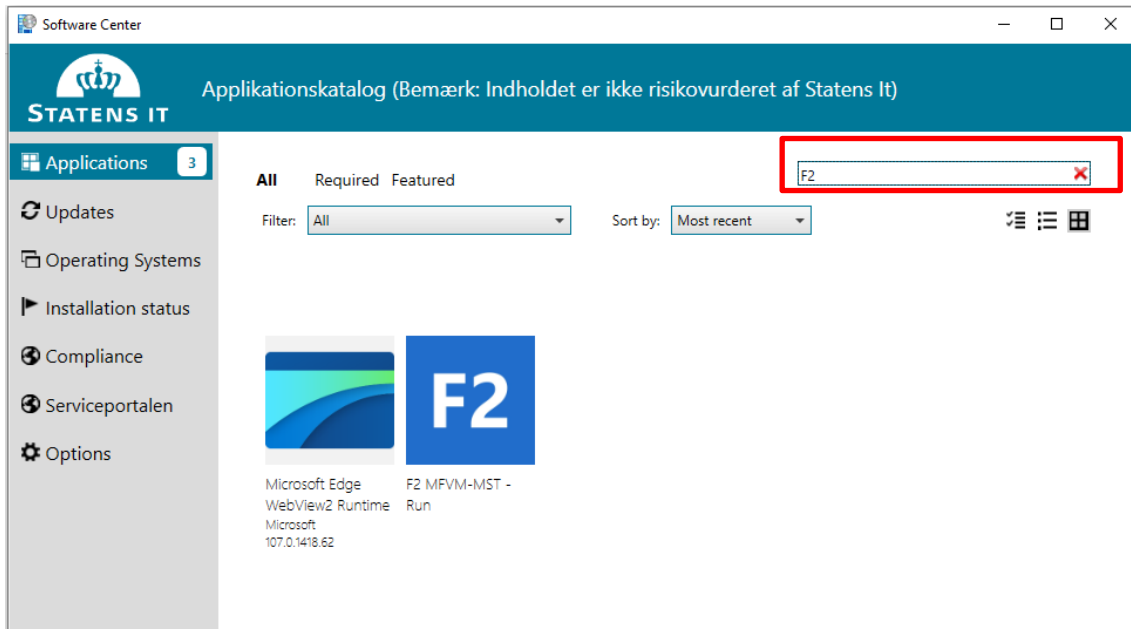 Software Center
STATENS IT
Applikationskatalog (Bemærk: Indholdet er ikke risikovurderet af Statens It)
Applications 3
Updates
Operating Systems
Installation status
Compliance
Serviceportalen
Options
All Required Featured
F2
Filter: All Sort by: Most recent
F2
Microsoft Edge
WebView2 Runtime
Microsoft
107.0.1418.62
F2 MFVM-MST -
Run